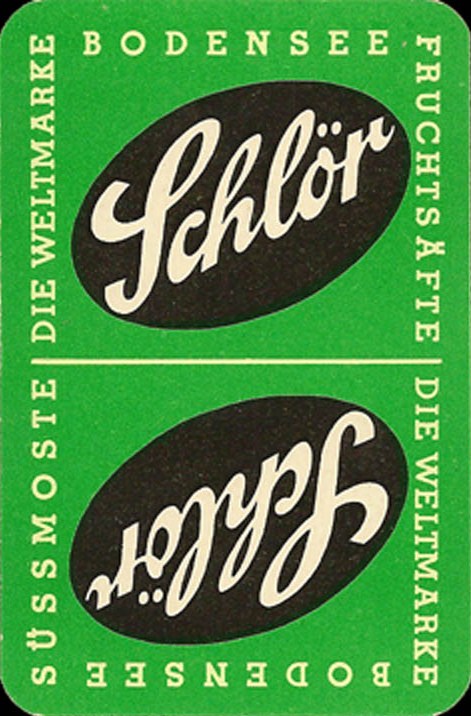 BODENSEE
DIE WELTMARKE
FRUCHTSÄFTE
Schlör
SÜSSMOSTE
DIE WELTMARKE
Schlör
BODENSEE